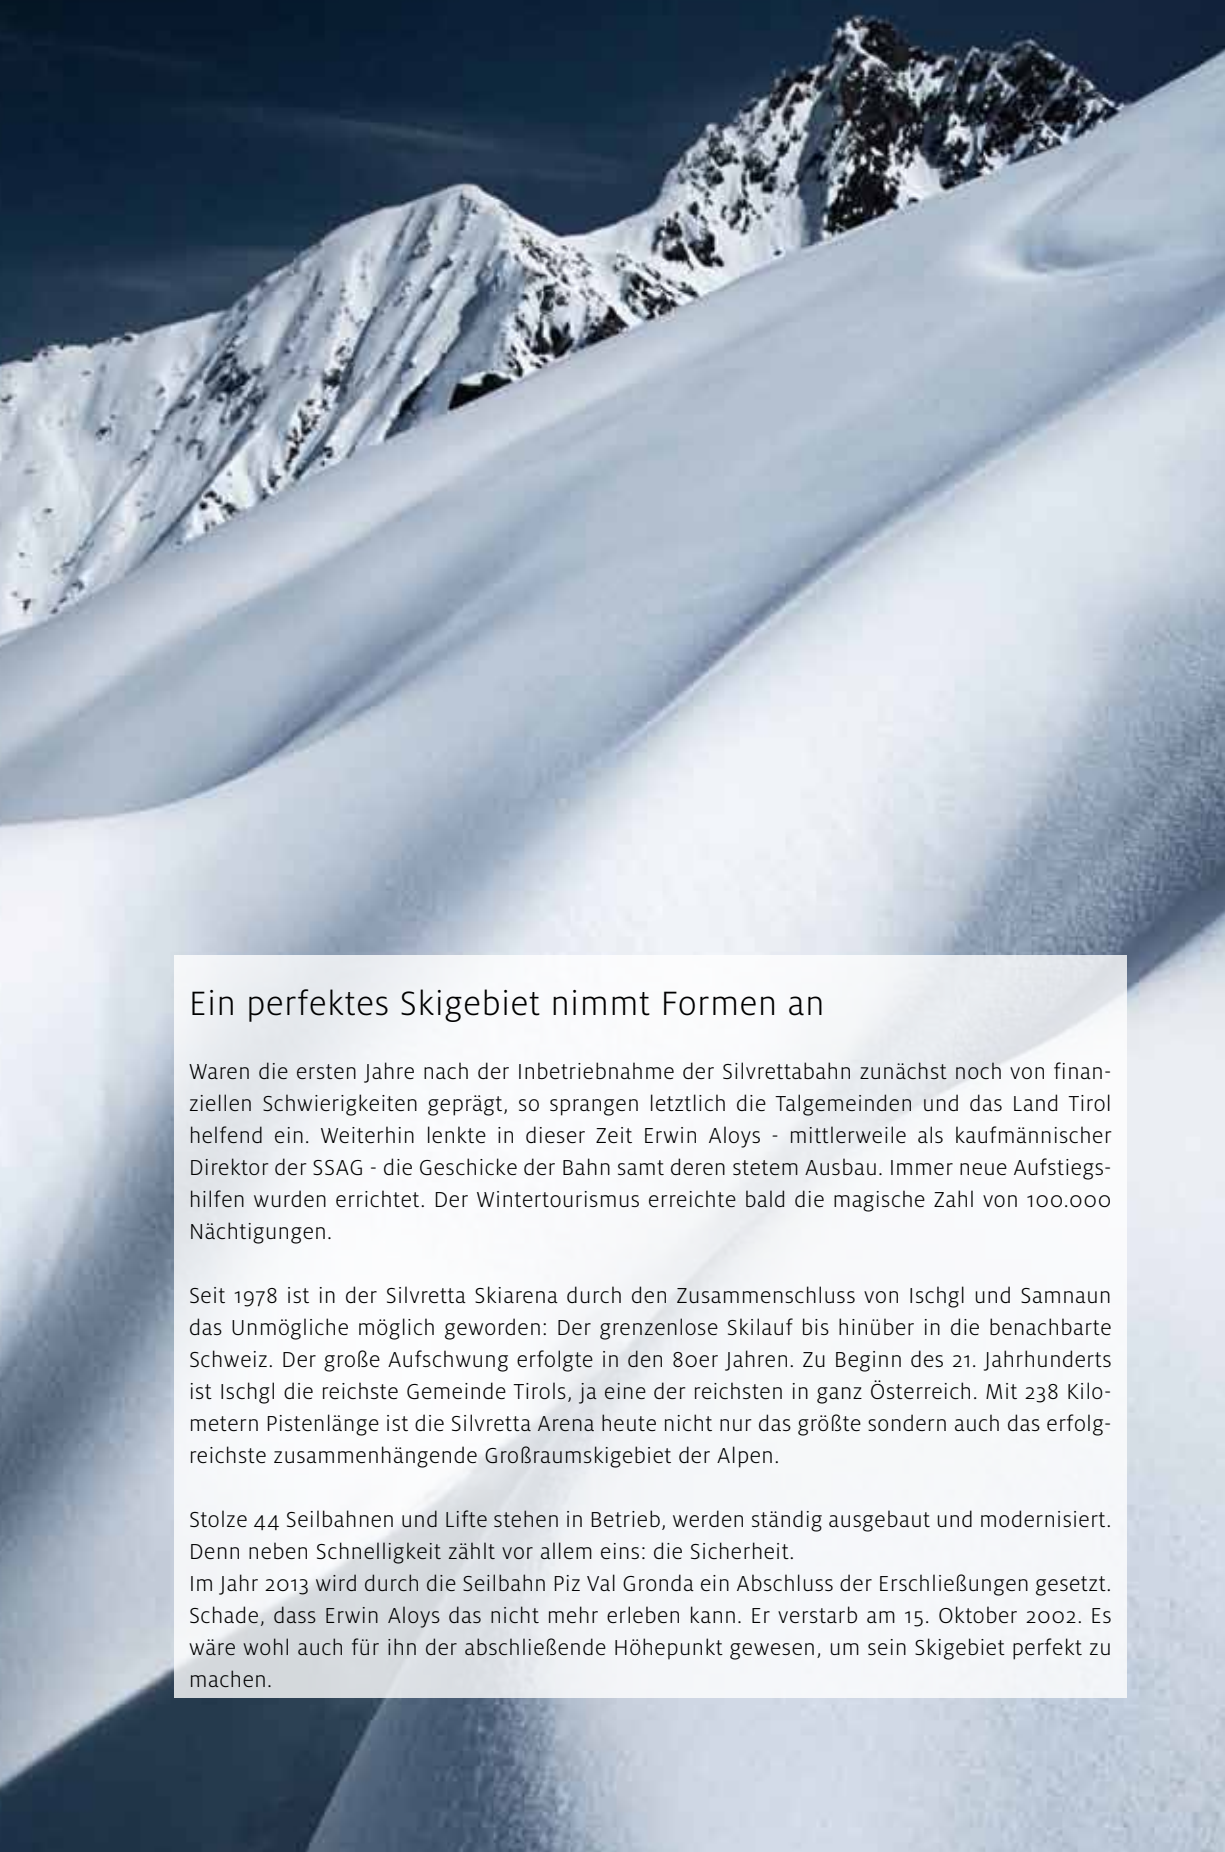 Ein perfektes Skigebiet nimmt Formen an
Waren die ersten Jahre nach der Inbetriebnahme der Silvrettabahn zunächst noch von finan-
ziellen Schwierigkeiten geprägt, so sprangen letztlich die Talgemeinden und das Land Tirol
helfend ein. Weiterhin lenkte in dieser Zeit Erwin Aloys - mittlerweile als kaufmännischer
Direktor der SSAG - die Geschicke der Bahn samt deren stetem Ausbau. Immer neue Aufstiegs-
hilfen wurden errichtet. Der Wintertourismus erreichte bald die magische Zahl von 100.000
Nächtigungen.
Seit 1978 ist in der Silvretta Skiarena durch den Zusammenschluss von Ischgl und Samnaun
das Unmögliche möglich geworden: Der grenzenlose Skilauf bis hinüber in die benachbarte
Schweiz. Der große Aufschwung erfolgte in den 80er Jahren. Zu Beginn des 21. Jahrhunderts
ist Ischgl die reichste Gemeinde Tirols, ja eine der reichsten in ganz Österreich. Mit 238 Kilo-
metern Pistenlänge ist die Silvretta Arena heute nicht nur das größte sondern auch das erfolg-
reichste zusammenhängende Großraumskigebiet der Alpen.
Stolze 44 Seilbahnen und Lifte stehen in Betrieb, werden ständig ausgebaut und modernisiert.
Denn neben Schnelligkeit zählt vor allem eins: die Sicherheit.
Im Jahr 2013 wird durch die Seilbahn Piz Val Gronda ein Abschluss der Erschließungen gesetzt.
Schade, dass Erwin Aloys das nicht mehr erleben kann. Er verstarb am 15. Oktober 2002. Es
wäre wohl auch für ihn der abschließende Höhepunkt gewesen, um sein Skigebiet perfekt zu
machen.